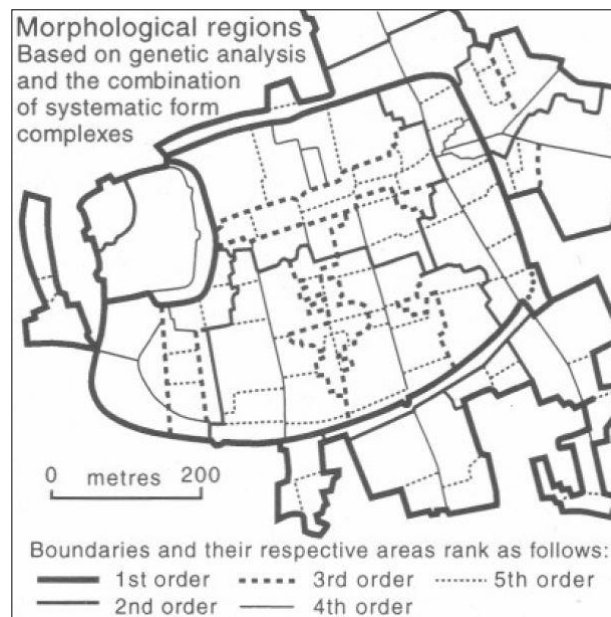 Morphological regions
Based on genetic analysis
and the combination
of systematic form
complexes
0 metres 200
Boundaries and their respective areas rank as follows:
1st order 3rd order 5th order
2nd order 4th order